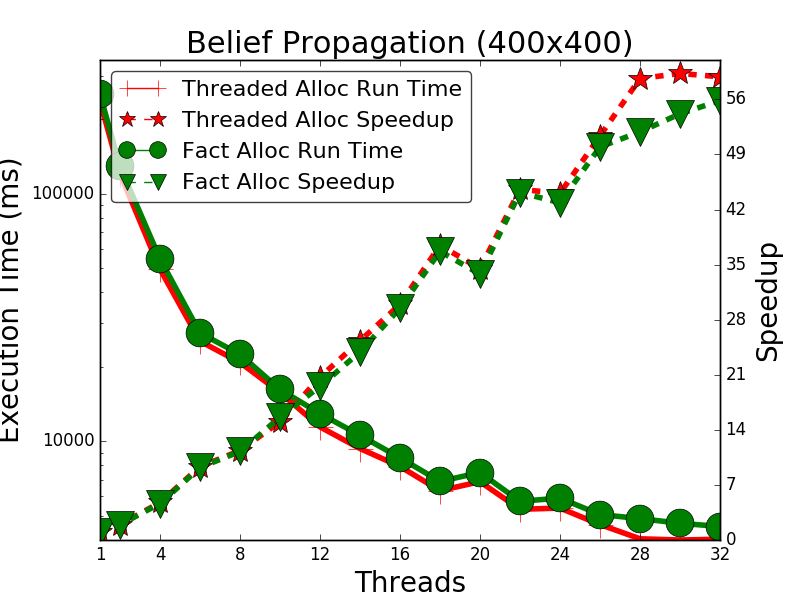 Belief Propagation (400x400)
Threaded Alloc Run Time
Threaded Alloc Speedup
Fact Alloc Run Time
Fact Alloc Speedup
Execution Time (ms)
100000
10000
Speedup
56
49
42
35
28
21
14
7
0
1 4 8 12 16 20 24 28 32
Threads